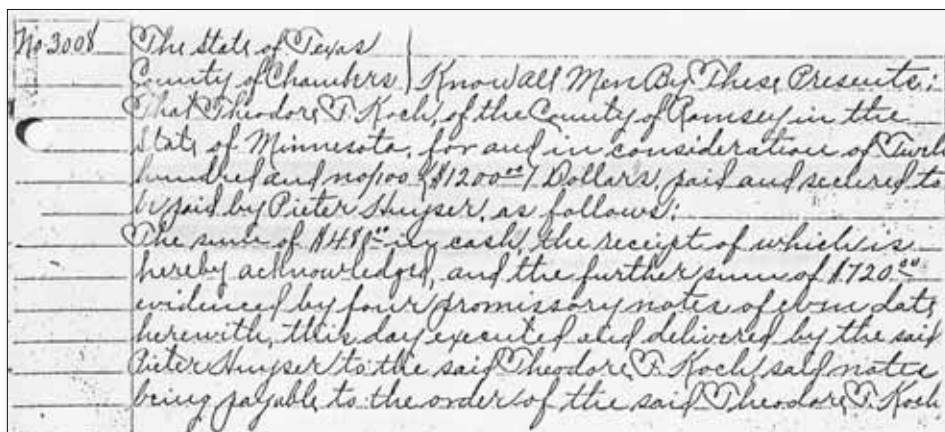 No 3008 The State of Texas
County of Chambers Know all Men By These Presents:
That Theodore F. Koch, of the County of Ramsey in the
State of Minnesota, for and in consideration of Twelve
hundred and no/100 ($1200.00) Dollars, paid and secured to
be paid by Pieter Huyser, as follows:
The sum of $480.00 in cash, the receipt of which is
hereby acknowledged, and the further sum of $720.00
evidenced by four promissory notes of even date
herewith, this day executed and delivered by the said
Pieter Huyser to the said Theodore F. Koch, said notes
being payable to the order of the said Theodore F. Koch